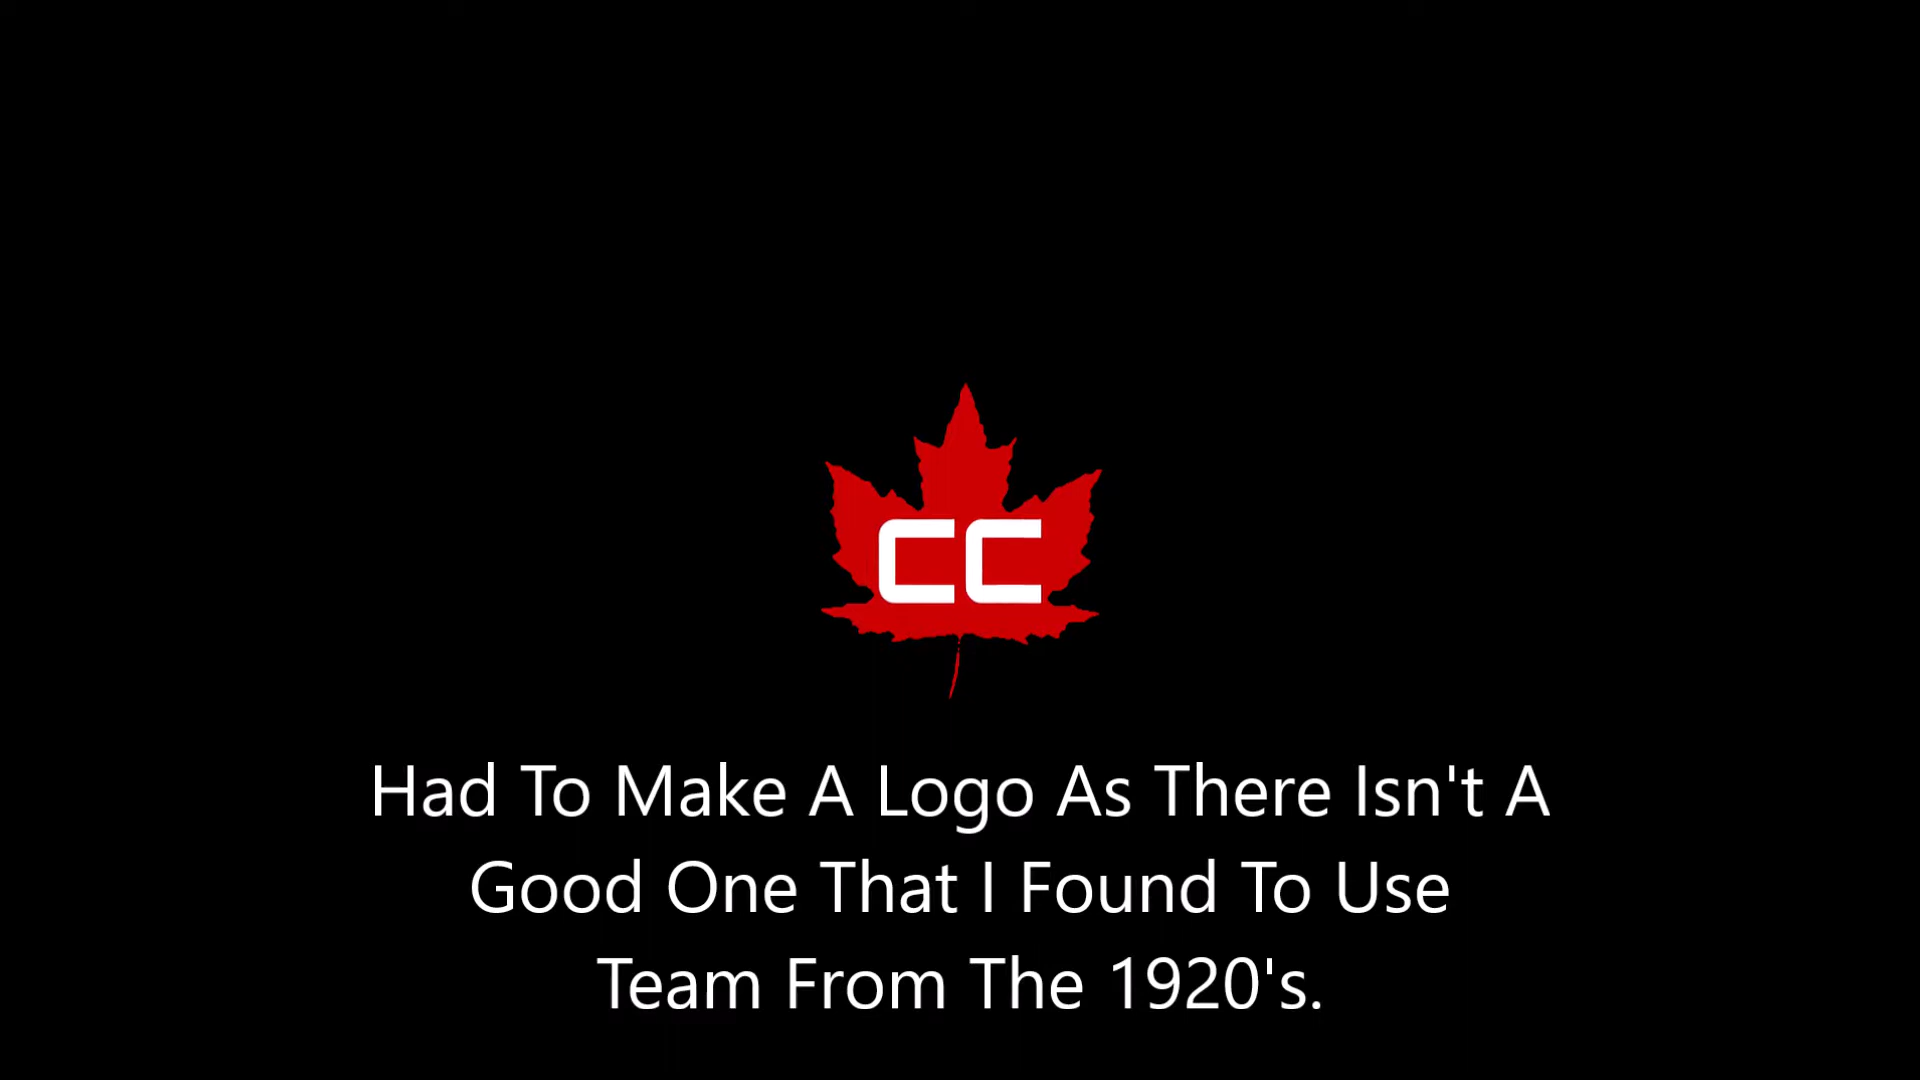 CC
Had To Make A Logo As There Isn't A
Good One That I Found To Use
Team From The 1920's.